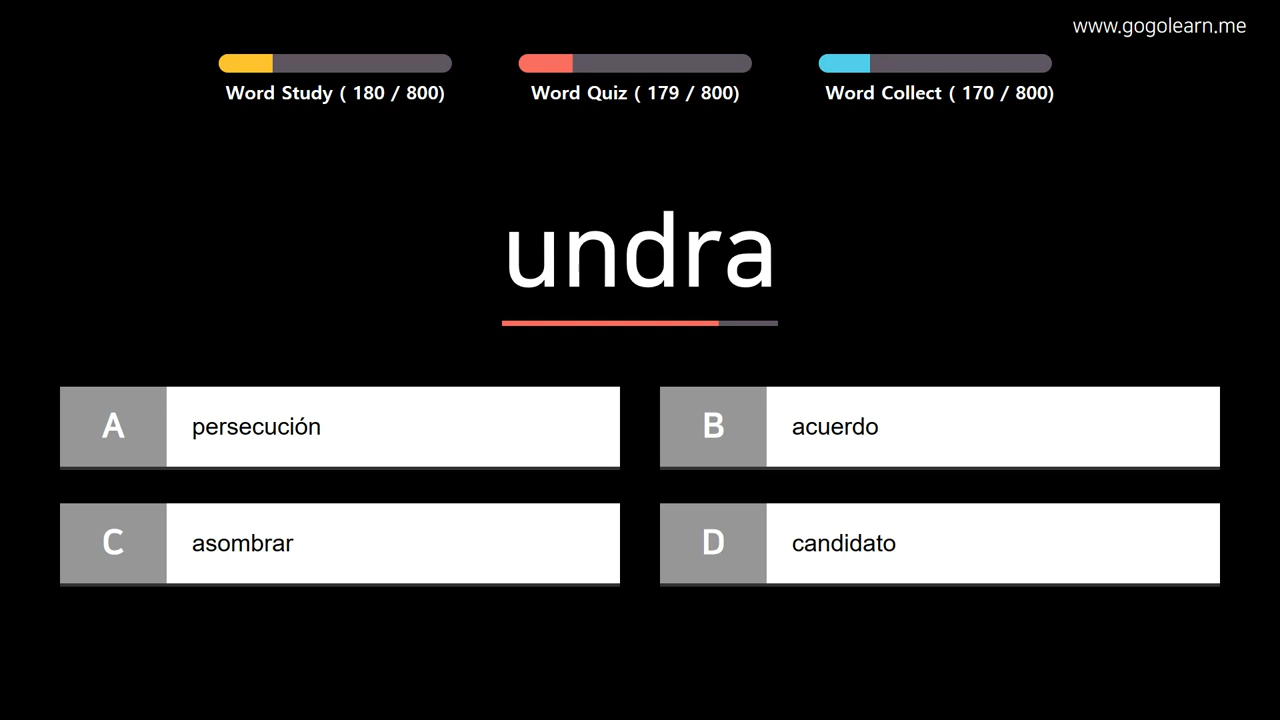 www.gogolearn.me
Word Study ( 180 / 800)
Word Quiz ( 179 / 800)
Word Collect ( 170 / 800)
undra
A persecución
B acuerdo
C asombrar
D candidato